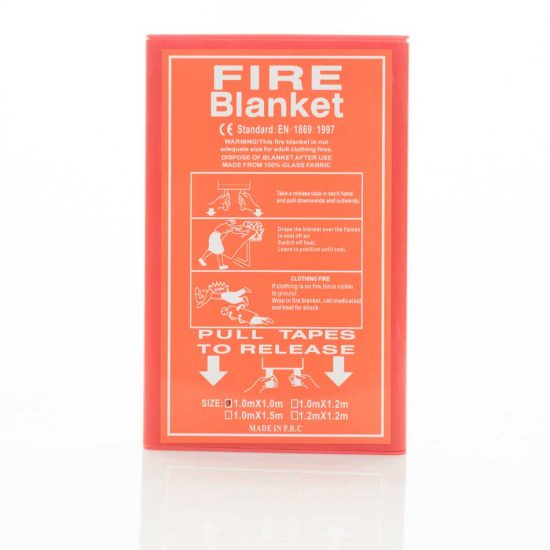 FIRE
Blanket
CE Standard:EN-1869:1997
WARNING!This fire blanket is not
adequate size for adult clothing fires.
DISPOSE OF BLANKET AFTER USE
MADE FROM 100% GLASS FABRIC
Take a release tape in each hand
and pull downwards and outwards.
Drape the blanket over the flames
to seal off air.
Switch off heat.
Leave in position until cool.
CLOTHING FIRE
If clothing is on fire,force victim
to ground
Wrap in fire blanket, call medical aid
and treat for shock.
PULL TAPES
TO RELEASE
SIZE: 1.0mX1.0m 1.0mX1.2m
1.0mX1.5m 1.2mX1.2m
MADE IN P.R.C